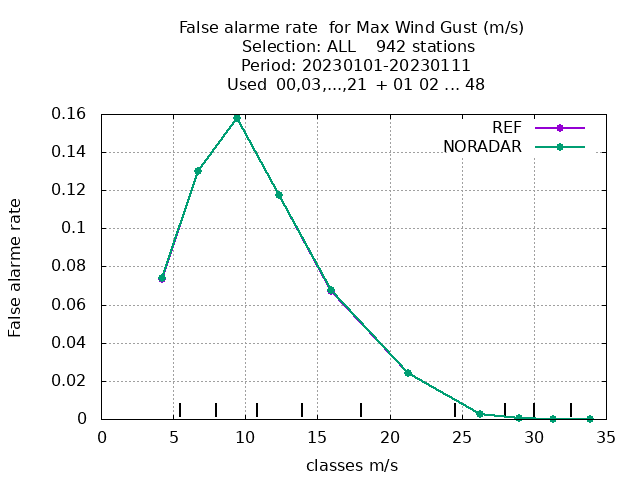 False alarme rate  for Max Wind Gust (m/s)
Selection: ALL    942 stations
Period: 20230101-20230111
Used  00,03,...,21  + 01 02 ... 48
REF
NORADAR
False alarme rate
0.16
0.14
0.12
0.1
0.08
0.06
0.04
0.02
0
0 5 10 15 20 25 30 35
classes m/s